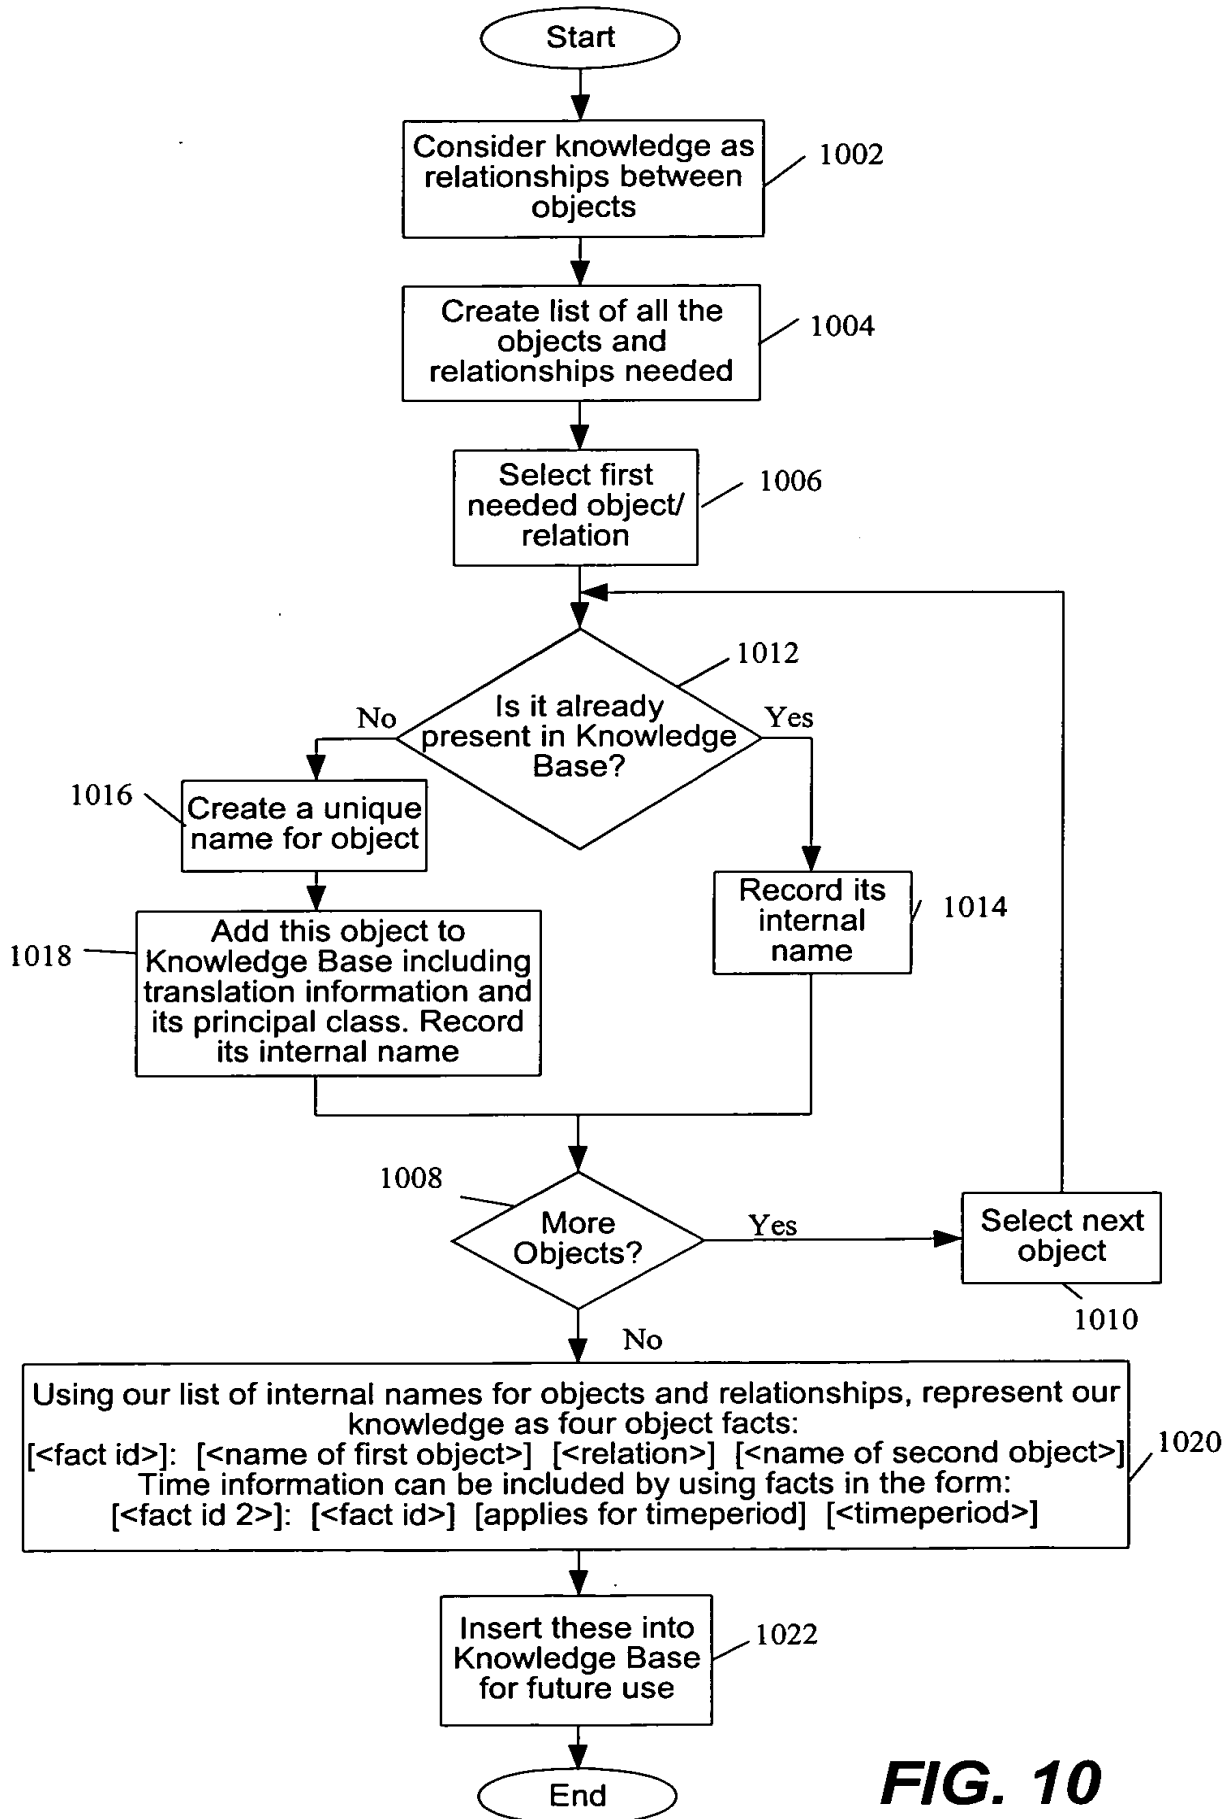 Start
Consider knowledge as
relationships between
objects
1002
Create list of all the
objects and
relationships needed
1004
Select first
needed object/
relation
1006
1012
Is it already
present in Knowledge
Base?
No
Yes
1016
Create a unique
name for object
Record its
internal
name
1014
1018
Add this object to
Knowledge Base including
translation information and
its principal class. Record
its internal name
1008
More
Objects?
Yes
Select next
object
1010
No
Using our list of internal names for objects and relationships, represent our
knowledge as four object facts:
[<fact id>]: [<name of first object>] [<relation>] [<name of second object>]
Time information can be included by using facts in the form:
[<fact id 2>]: [<fact id>] [applies for timeperiod] [<timeperiod>]
1020
Insert these into
Knowledge Base
for future use
1022
End
FIG. 10